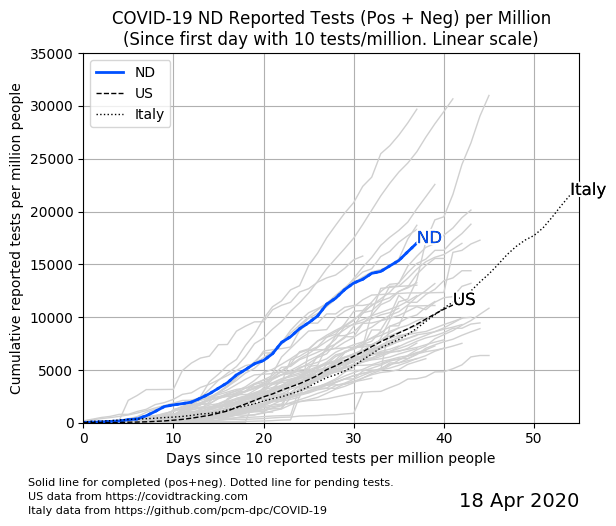 COVID-19 ND Reported Tests (Pos + Neg) per Million
(Since first day with 10 tests/million. Linear scale)
35000
30000
25000
20000
15000
10000
5000
0
Cumulative reported tests per million people
ND
US
Italy
Italy
ND
US
0 10 20 30 40 50
Days since 10 reported tests per million people
Solid line for completed (pos+neg). Dotted line for pending tests.
US data from https://covidtracking.com
Italy data from https://github.com/pcm-dpc/COVID-19
18 Apr 2020